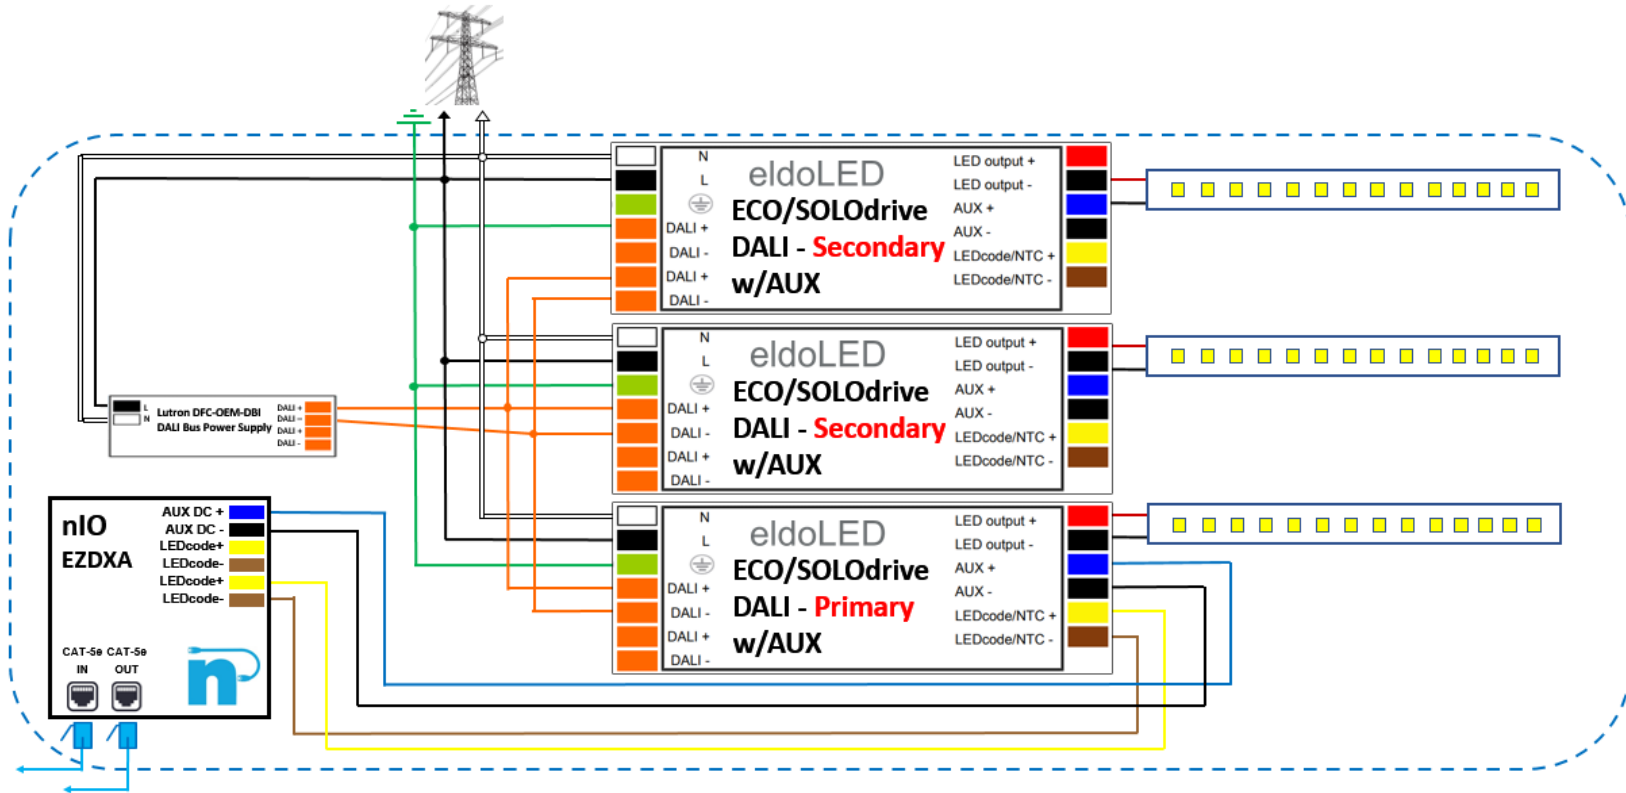 N
L
DALI +
DALI -
DALI +
DALI -
eldoLED
ECO/SOLOdrive
DALI - Secondary
w/AUX
LED output +
LED output -
AUX +
AUX -
LEDcode/NTC +
LEDcode/NTC -
N
L
DALI +
DALI -
DALI +
DALI -
eldoLED
ECO/SOLOdrive
DALI - Secondary
w/AUX
LED output +
LED output -
AUX +
AUX -
LEDcode/NTC +
LEDcode/NTC -
L
N
Lutron DFC-OEM-DBI
DALI Bus Power Supply
DALI +
DALI -
DALI +
DALI -
nIO
EZDXA
AUX DC +
AUX DC -
LEDcode+
LEDcode-
LEDcode+
LEDcode-
CAT-5e CAT-5e
IN OUT
n
N
L
DALI +
DALI -
DALI +
DALI -
eldoLED
ECO/SOLOdrive
DALI - Primary
w/AUX
LED output +
LED output -
AUX +
AUX -
LEDcode/NTC +
LEDcode/NTC -